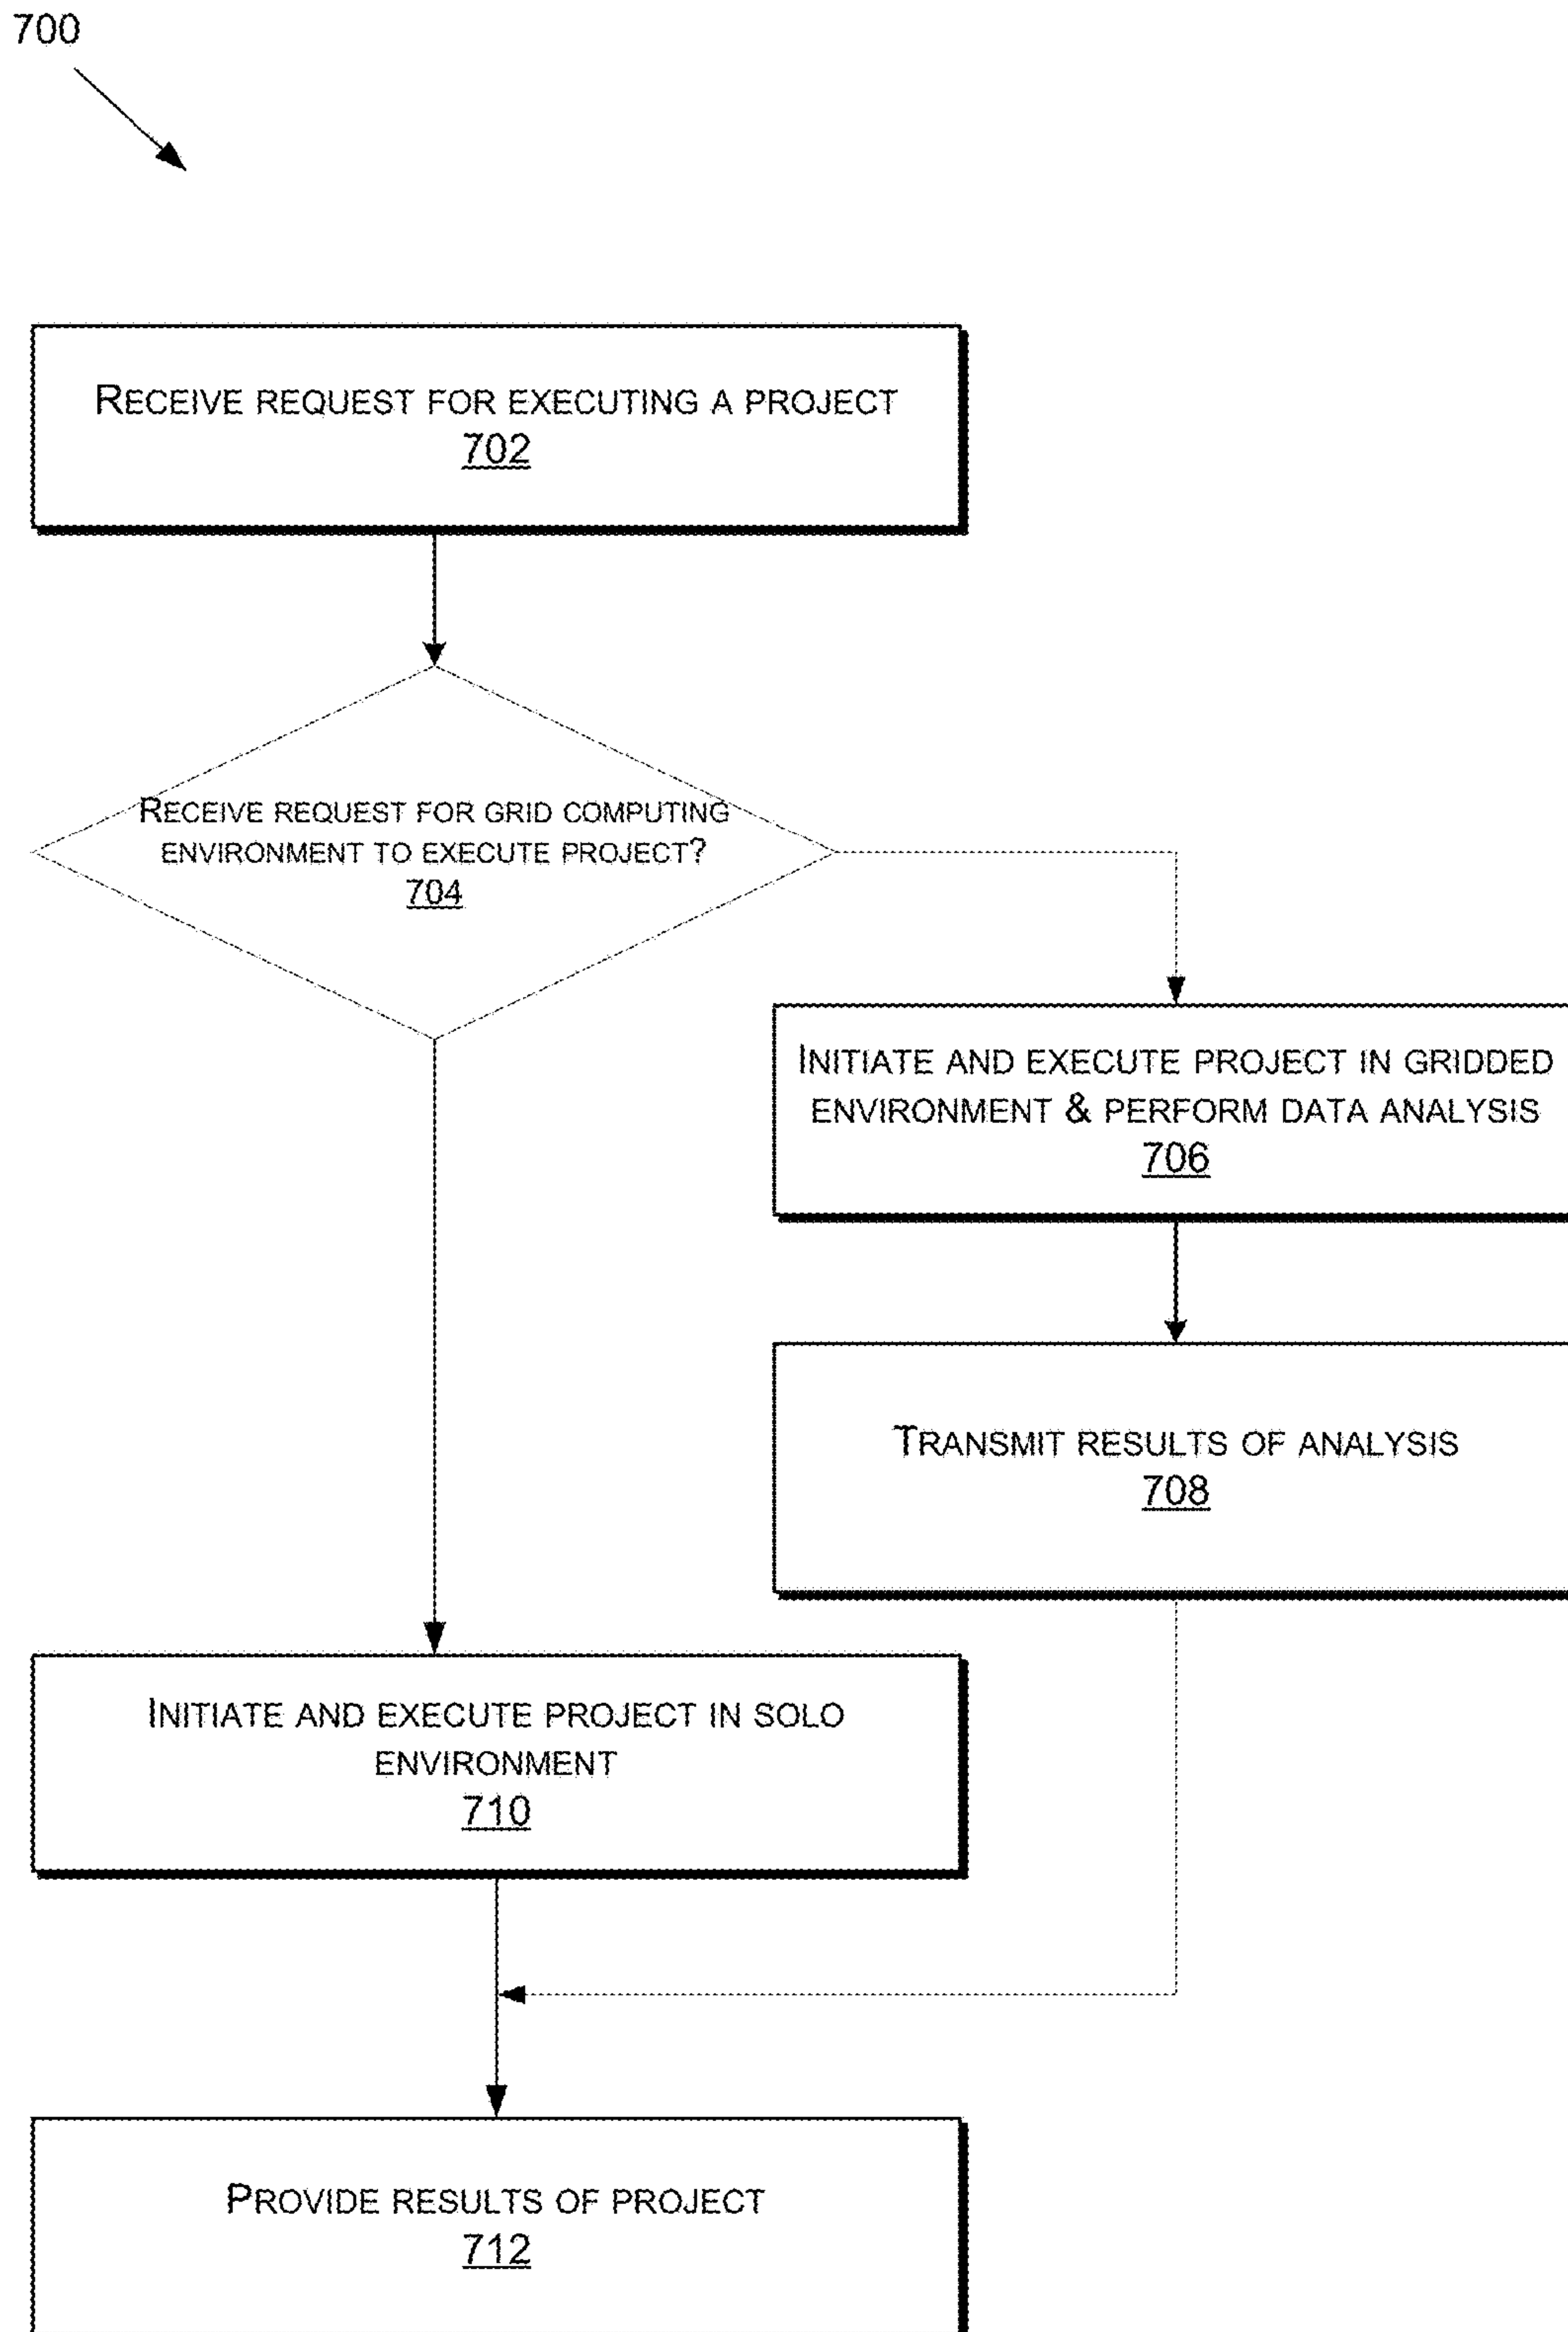 700
RECEIVE REQUEST FOR EXECUTING A PROJECT
702
RECEIVE REQUEST FOR GRID COMPUTING
ENVIRONMENT TO EXECUTE PROJECT?
704
INITIATE AND EXECUTE PROJECT IN GRIDDED
ENVIRONMENT & PERFORM DATA ANALYSIS
706
TRANSMIT RESULTS OF ANALYSIS
708
INITIATE AND EXECUTE PROJECT IN SOLO
ENVIRONMENT
710
PROVIDE RESULTS OF PROJECT
712